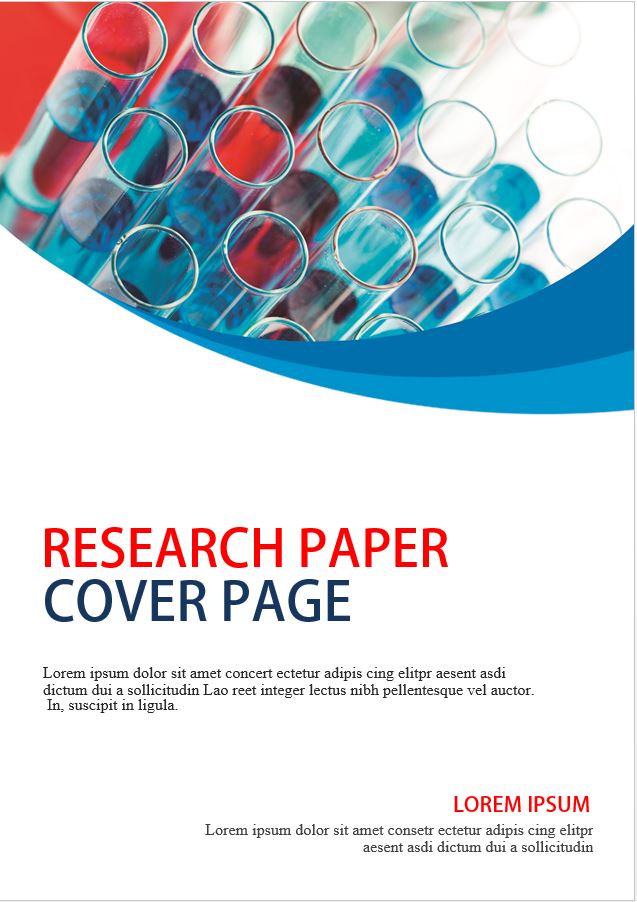 RESEARCH PAPER
COVER PAGE
Lorem ipsum dolor sit amet concert ectetur adipis cing elitpr aesent asdi
dictum dui a sollicitudin Lao reet integer lectus nibh pellentesque vel auctor.
In, suscipit in ligula.
LOREM IPSUM
Lorem ipsum dolor sit amet consetr ectetur adipis cing elitpr
aesent asdi dictum dui a sollicitudin